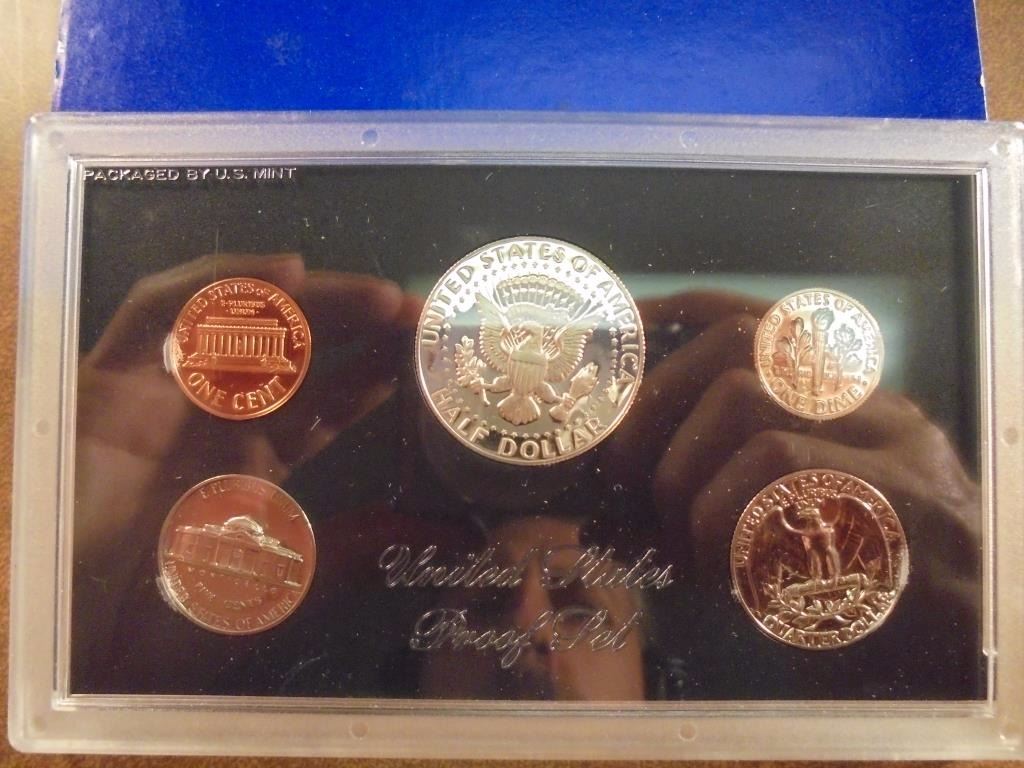 PACKAGED BY U.S. MINT
UNITED STATES OF AMERICA
E·PLURIBUS
·UNUM·
ONE CENT
UNITED STATES OF AMERICA
HALF DOLLAR
UNITED STATES OF AMERICA
ONE DIME
E PLURIBUS UNUM
FIVE CENTS
UNITED STATES OF AMERICA
UNITED STATES OF AMERICA
QUARTER DOLLAR
United States
Proof Set